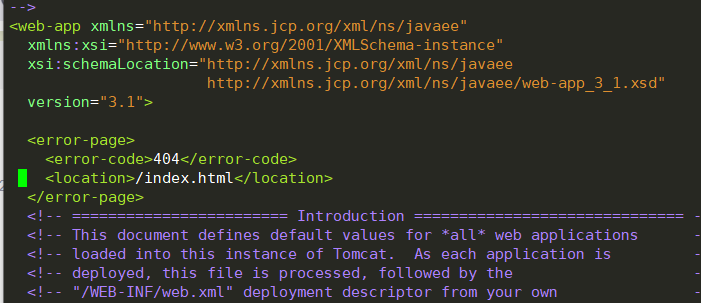 -->
<web-app xmlns="http://xmlns.jcp.org/xml/ns/javaee"
  xmlns:xsi="http://www.w3.org/2001/XMLSchema-instance"
  xsi:schemaLocation="http://xmlns.jcp.org/xml/ns/javaee
                      http://xmlns.jcp.org/xml/ns/javaee/web-app_3_1.xsd"
  version="3.1">

  <error-page>
    <error-code>404</error-code>
    <location>/index.html</location>
  </error-page>
  <!-- ======================== Introduction ============================== -
  <!-- This document defines default values for *all* web applications      -
  <!-- loaded into this instance of Tomcat.  As each application is         -
  <!-- deployed, this file is processed, followed by the                    -
  <!-- "/WEB-INF/web.xml" deployment descriptor from your own               -